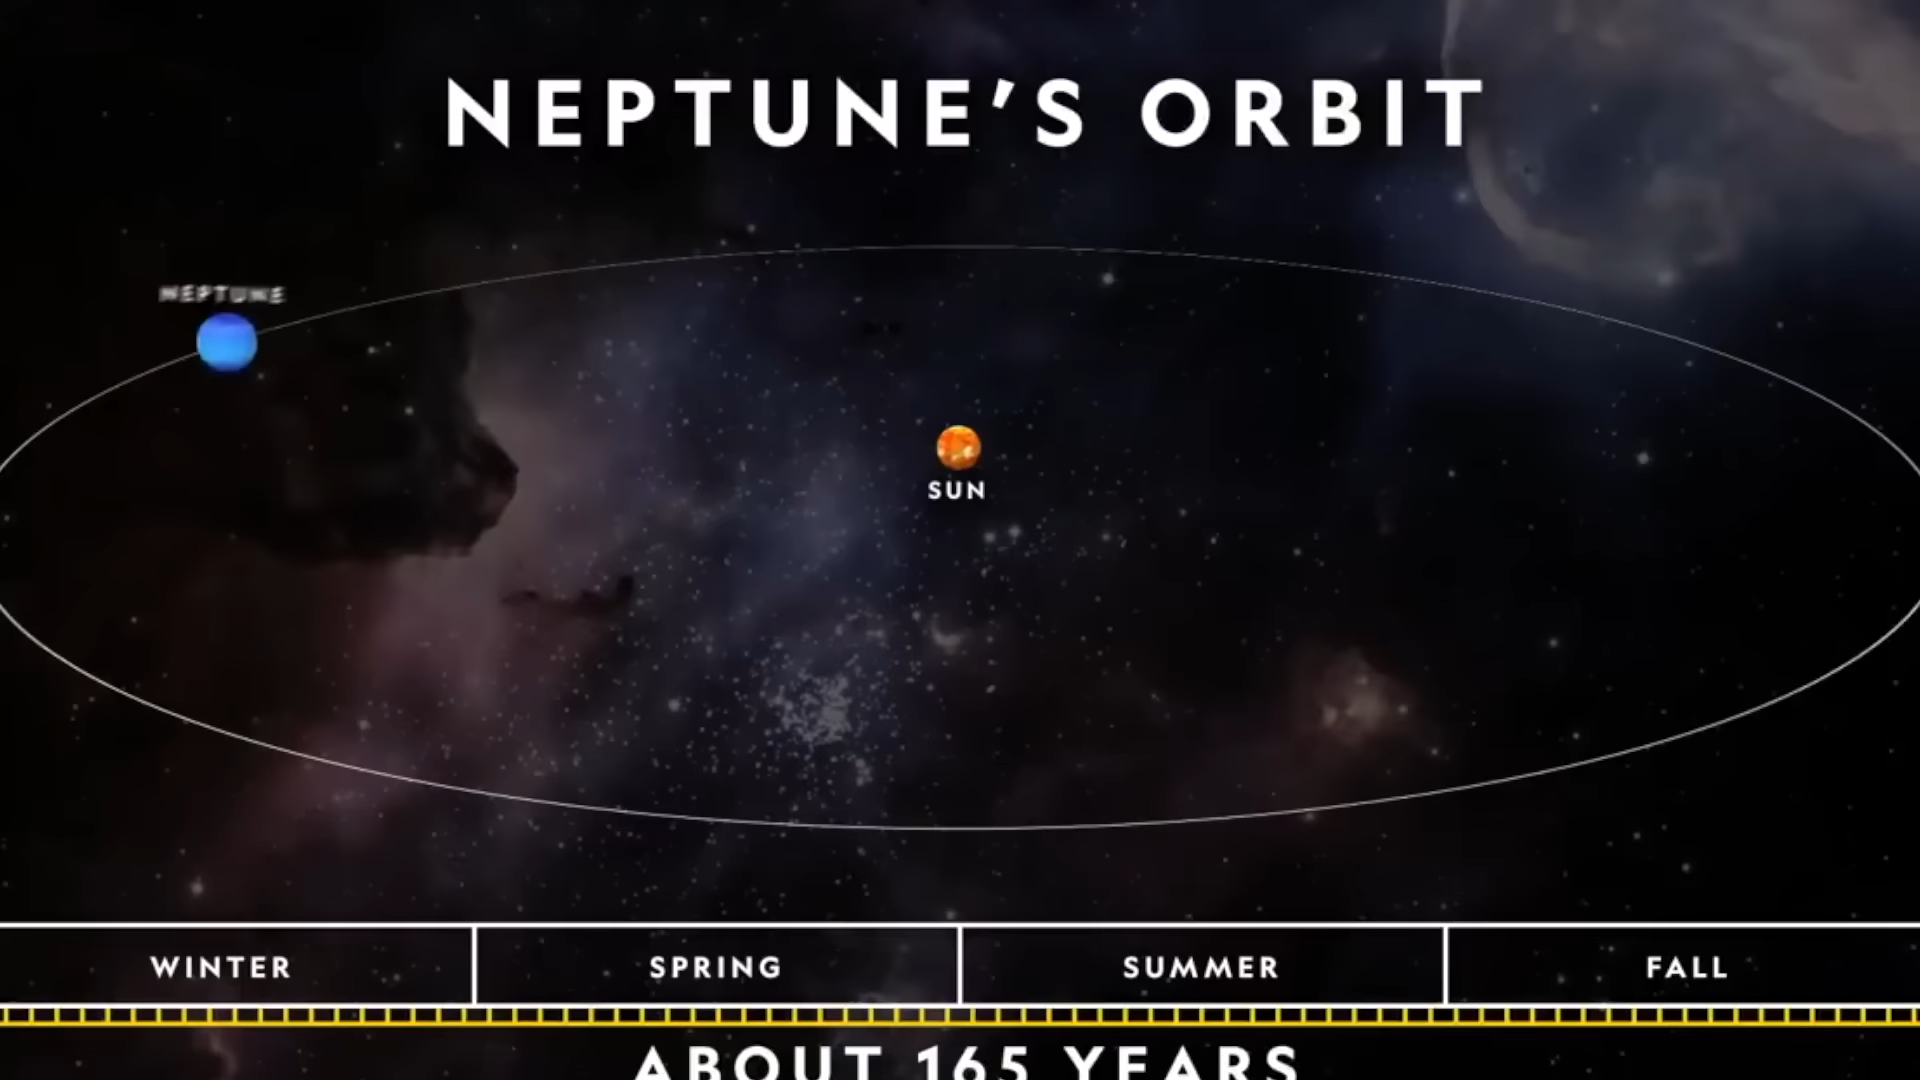 NEPTUNE'S ORBIT
NEPTUNE
SUN
WINTER SPRING SUMMER FALL
ABOUT 165 YEARS